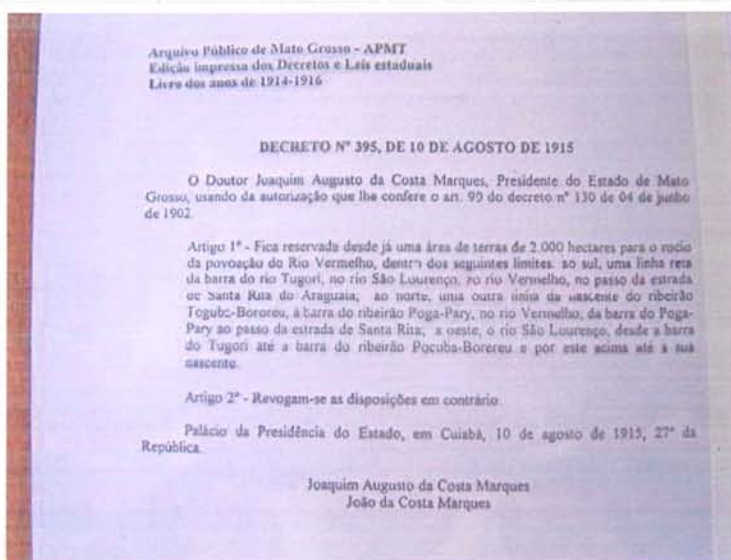 Arquivo Público de Mato Grosso - APMT
Edição impressa dos Decretos e Leis estaduais
Livro dos anos de 1914-1916
DECRETO Nº 395, DE 10 DE AGOSTO DE 1915
O Doutor Joaquim Augusto da Costa Marques, Presidente do Estado de Mato
Grosso, usando da autorização que lhe confere o art. 90 do decreto nº 130 de 04 de junho
de 1902.
Artigo 1º - Fica reservada desde já uma área de terras de 2.000 hectares para o rocio
da povoação do Rio Vermelho, dentro dos seguintes limites: ao sul, uma linha reta
da barra do rio Tugori, no rio São Lourenço, ao rio Vermelho, no passo da estrada
de Santa Rita do Araguaia; ao norte, uma outra linha da nascente do ribeirão
Togubo-Bororeu, à barra do ribeirão Poga-Pary, no rio Vermelho, da barra do Poga-
Pary ao passo da estrada de Santa Rita; a oeste, o rio São Lourenço, desde a barra
do Tugori até a barra do ribeirão Pocuba-Borereu e por este acima até a sua
nascente.
Artigo 2º - Revogam-se as disposições em contrário.
Palácio da Presidência do Estado, em Cuiabá, 10 de agosto de 1915, 27º da
República.
Joaquim Augusto da Costa Marques
João da Costa Marques